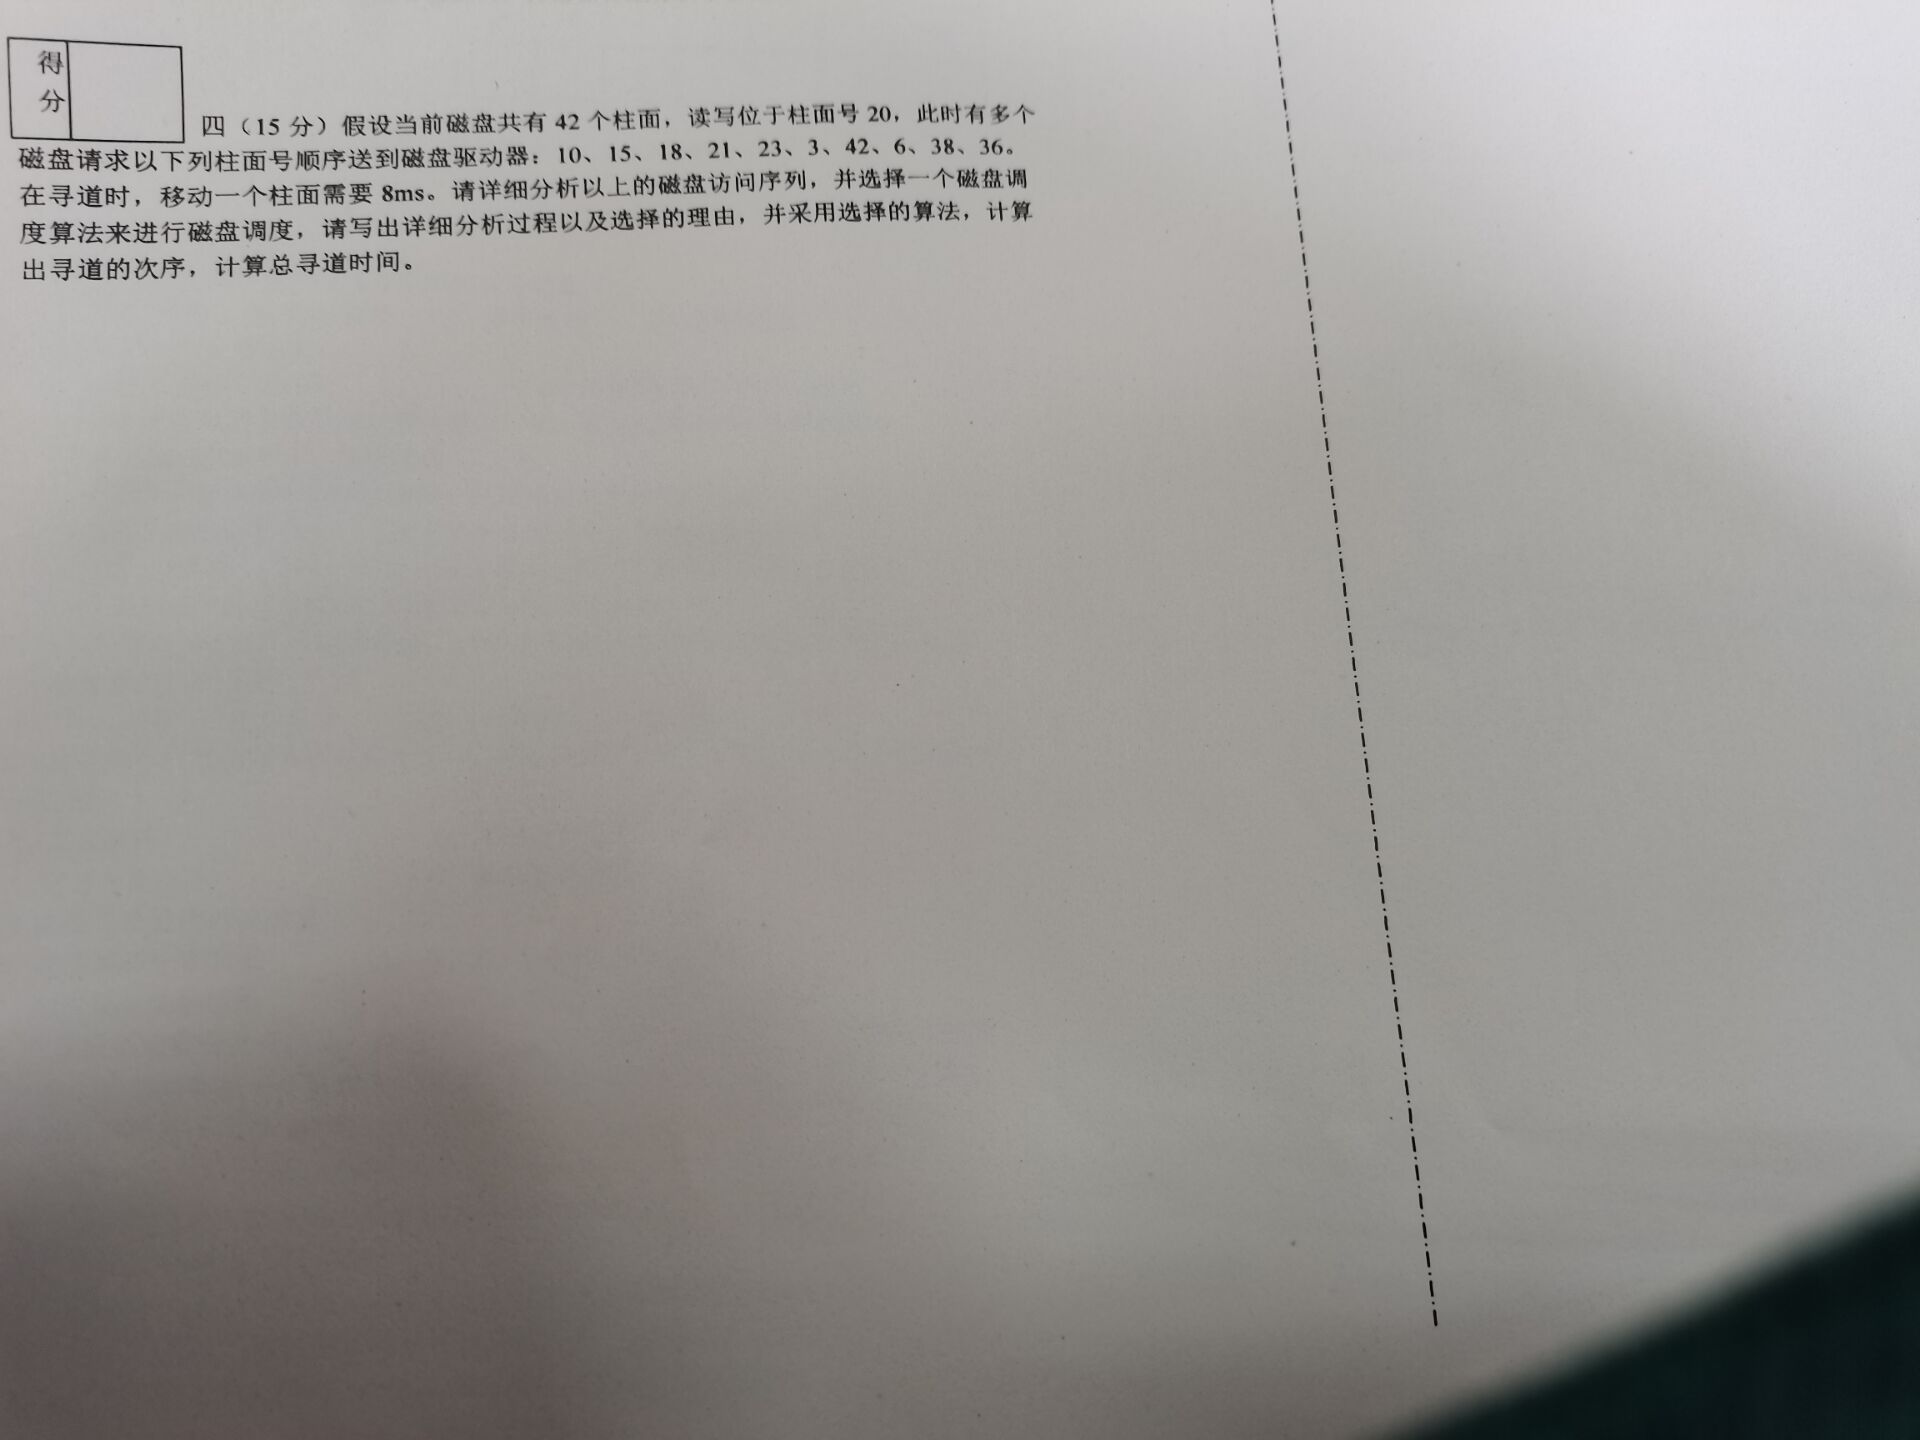 得
分
四（15 分）假设当前磁盘共有 42 个柱面，读写位于柱面号 20，此时有多个
磁盘请求以下列柱面号顺序送到磁盘驱动器：10、15、18、21、23、3、42、6、38、36。
在寻道时，移动一个柱面需要 8ms。请详细分析以上的磁盘访问序列，并选择一个磁盘调
度算法来进行磁盘调度，请写出详细分析过程以及选择的理由，并采用选择的算法，计算
出寻道的次序，计算总寻道时间。